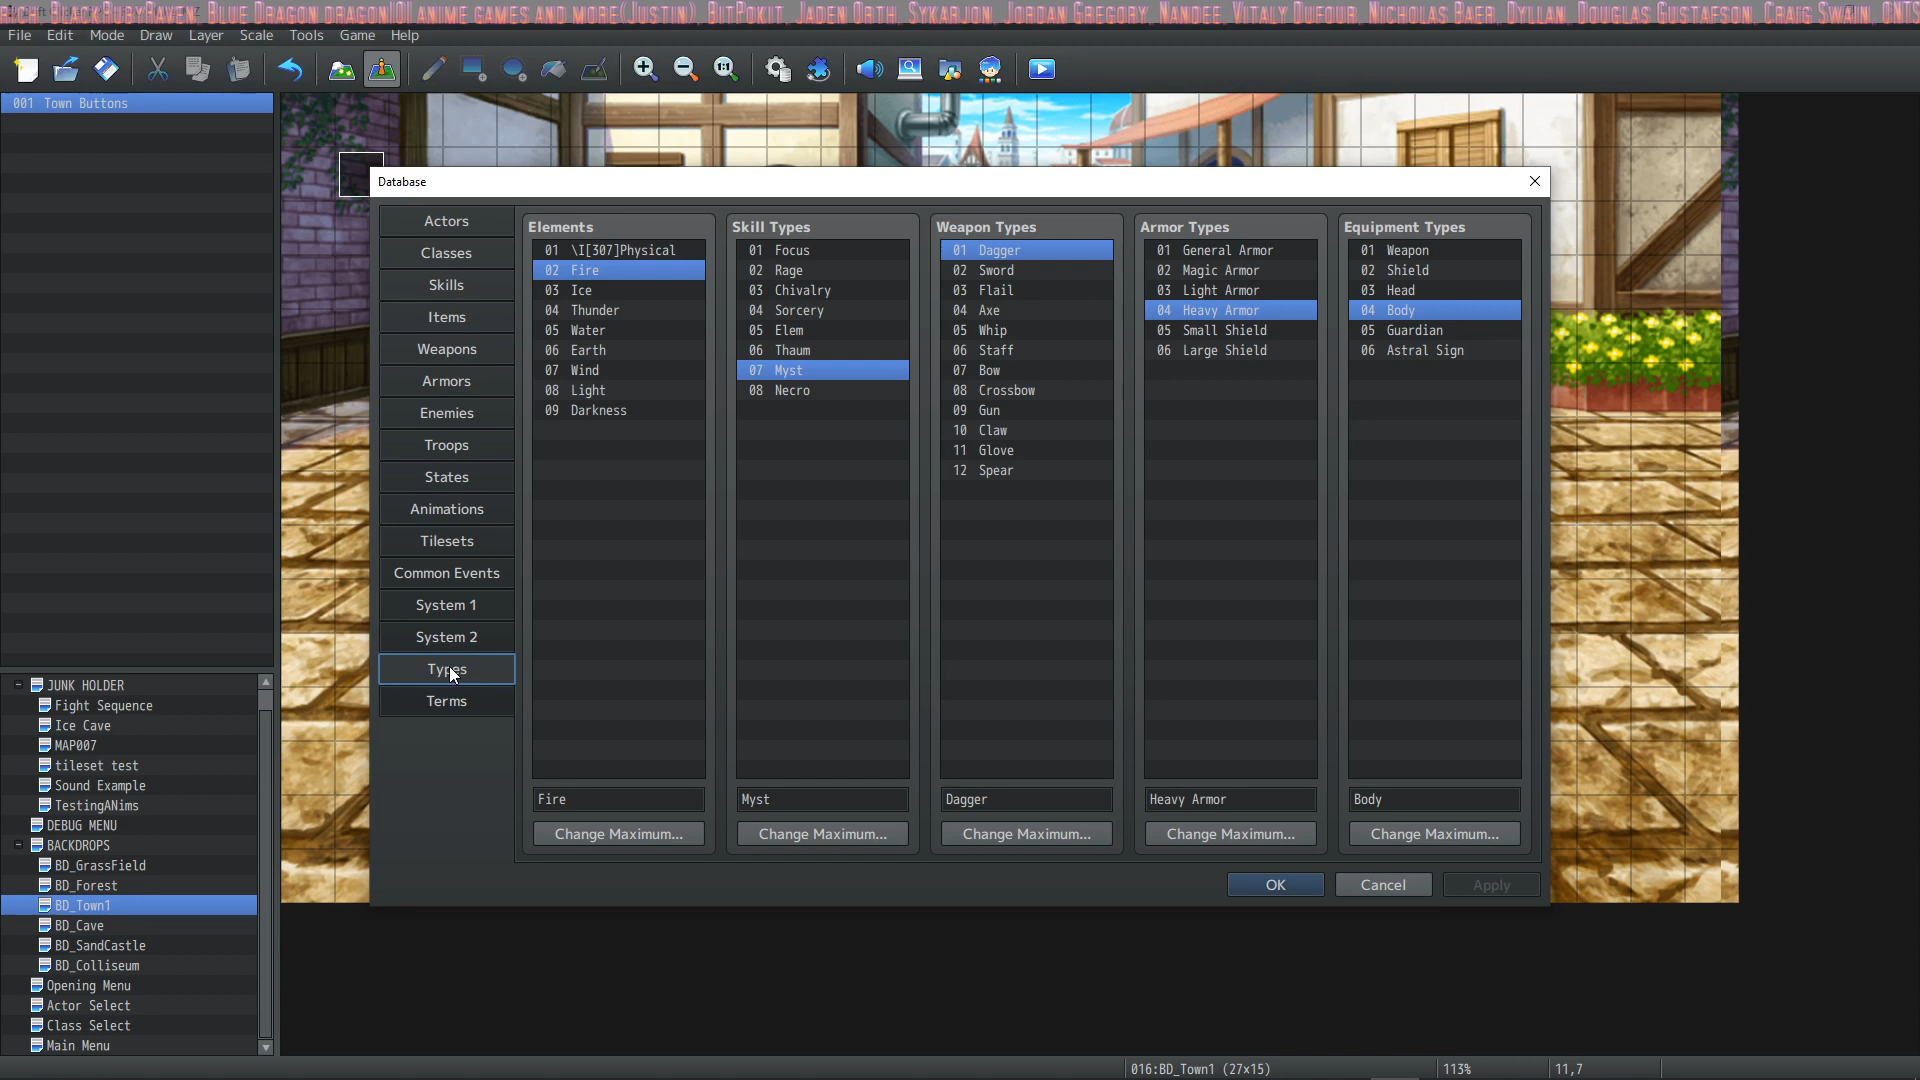 BLUE DRAGON DRAGON), ANIME GAMES AND MORE(JUSTIN), BITPOKIT, JADEN ORTH, SYKARJON, JORDAN GREGORY, NANDEE, VITALY DUFOUR, NICHOLAS BAER, DYLLAN, DOUGLAS GUSTAFSON, CRAIG SWAIN,
File Edit Mode Draw Layer Scale Tools Game Help
001 Town Buttons
Database
Actors
Classes
Skills
Items
Weapons
Armors
Enemies
Troops
States
Animations
Tilesets
Common Events
System 1
System 2
Types
Terms
Elements
01 \I[307]Physical
02 Fire
03 Ice
04 Thunder
05 Water
06 Earth
07 Wind
08 Light
09 Darkness
Fire
Change Maximum...
Skill Types
01 Focus
02 Rage
03 Chivalry
04 Sorcery
05 Elem
06 Thaum
07 Myst
08 Necro
Myst
Change Maximum...
Weapon Types
01 Dagger
02 Sword
03 Flail
04 Axe
05 Whip
06 Staff
07 Bow
08 Crossbow
09 Gun
10 Claw
11 Glove
12 Spear
Dagger
Change Maximum...
Armor Types
01 General Armor
02 Magic Armor
03 Light Armor
04 Heavy Armor
05 Small Shield
06 Large Shield
Heavy Armor
Change Maximum...
Equipment Types
01 Weapon
02 Shield
03 Head
04 Body
05 Guardian
06 Astral Sign
Body
Change Maximum...
OK Cancel Apply
JUNK HOLDER
Fight Sequence
Ice Cave
MAP007
tileset test
Sound Example
TestingANims
DEBUG MENU
BACKDROPS
BD_GrassField
BD_Forest
BD_Town1
BD_Cave
BD_SandCastle
BD_Colliseum
Opening Menu
Actor Select
Class Select
Main Menu
016:BD_Town1 (27x15) 113% 11,7